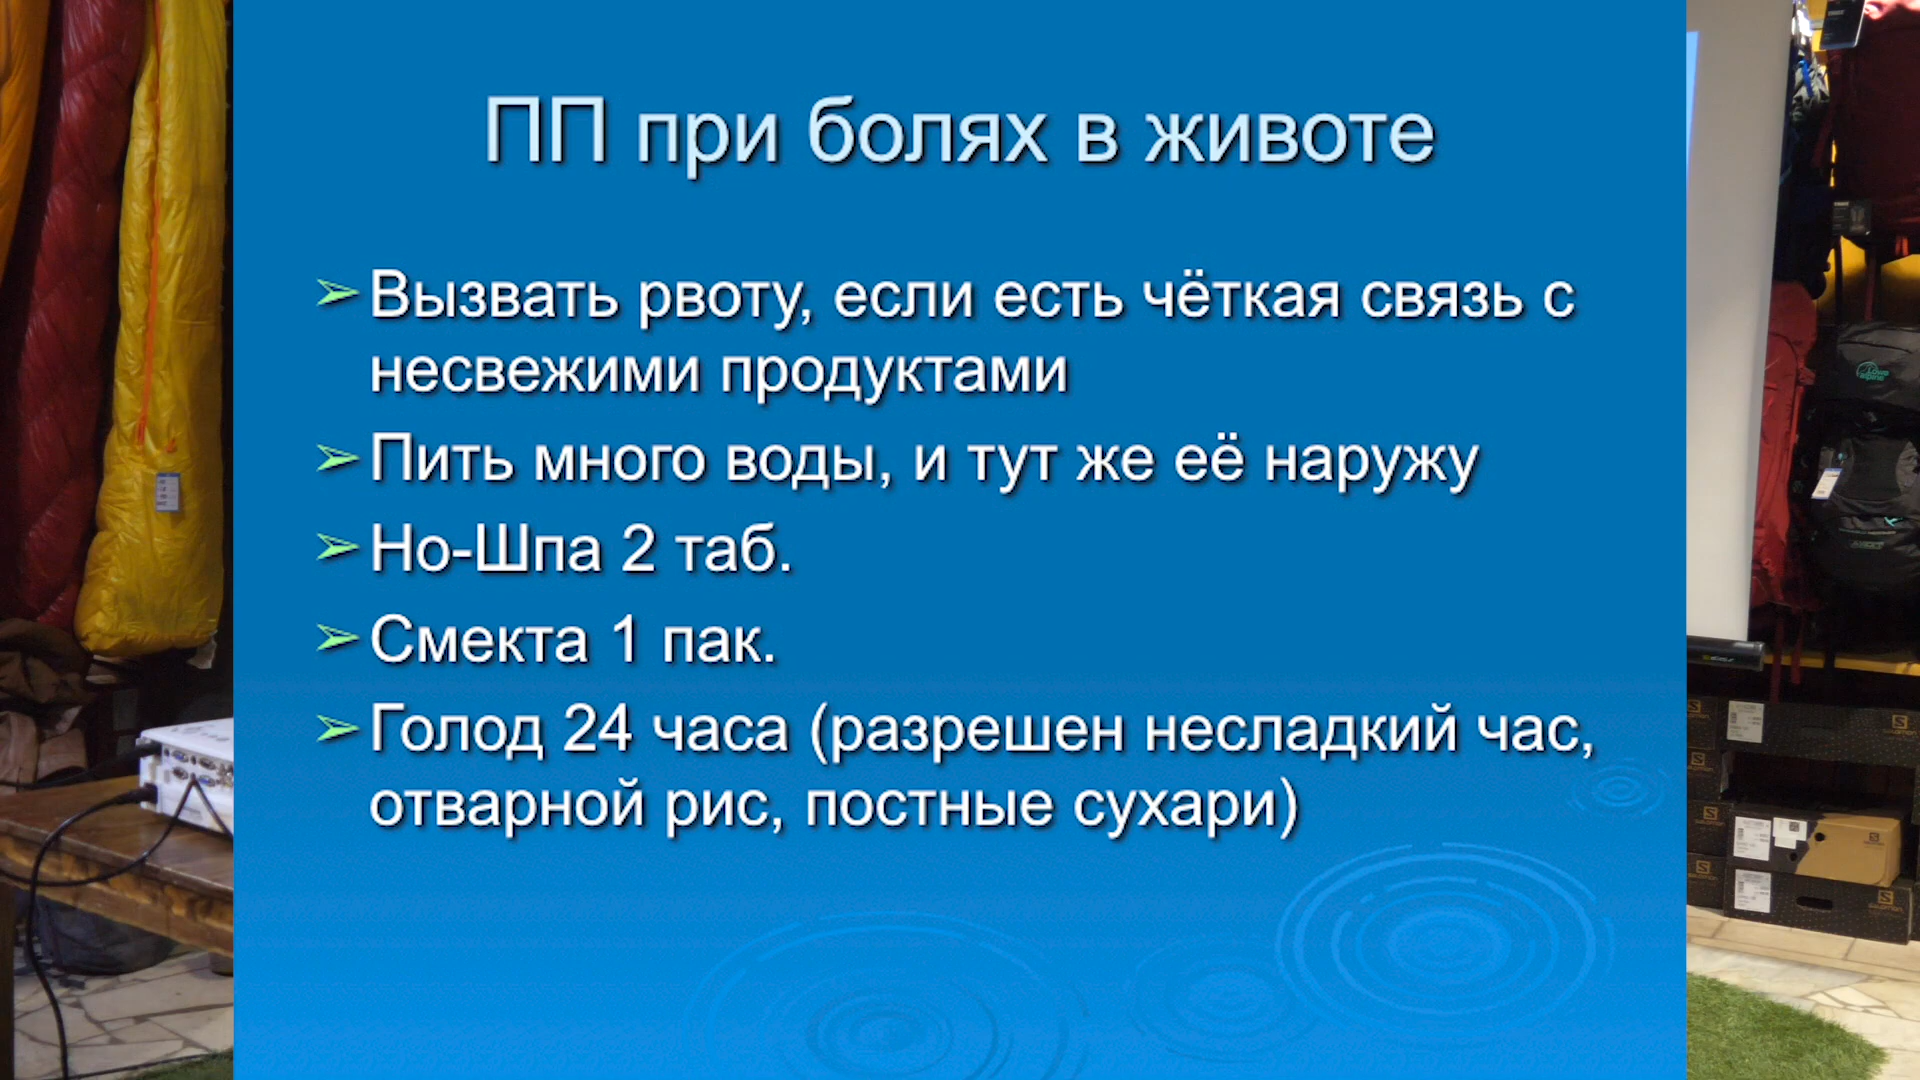 ПП при болях в животе
Вызвать рвоту, если есть чёткая связь с
несвежими продуктами
Пить много воды, и тут же её наружу
Но-Шпа 2 таб.
Смекта 1 пак.
Голод 24 часа (разрешен несладкий час,
отварной рис, постные сухари)